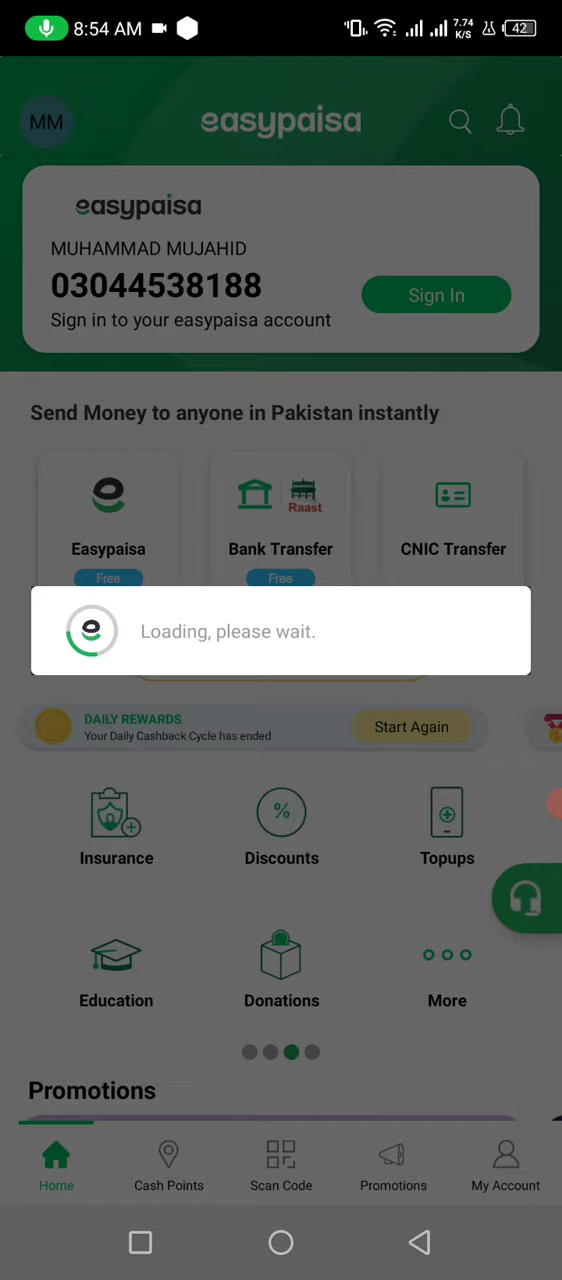 8:54 AM
7.74
K/S
42
MM
easypaisa
easypaisa
MUHAMMAD MUJAHID
03044538188
Sign In
Sign in to your easypaisa account
Send Money to anyone in Pakistan instantly
Raast
Easypaisa
Bank Transfer
CNIC Transfer
Free
Free
Loading, please wait.
DAILY REWARDS
Your Daily Cashback Cycle has ended
Start Again
%
Insurance
Discounts
Topups
Education
Donations
More
Promotions
Home
Cash Points
Scan Code
Promotions
My Account